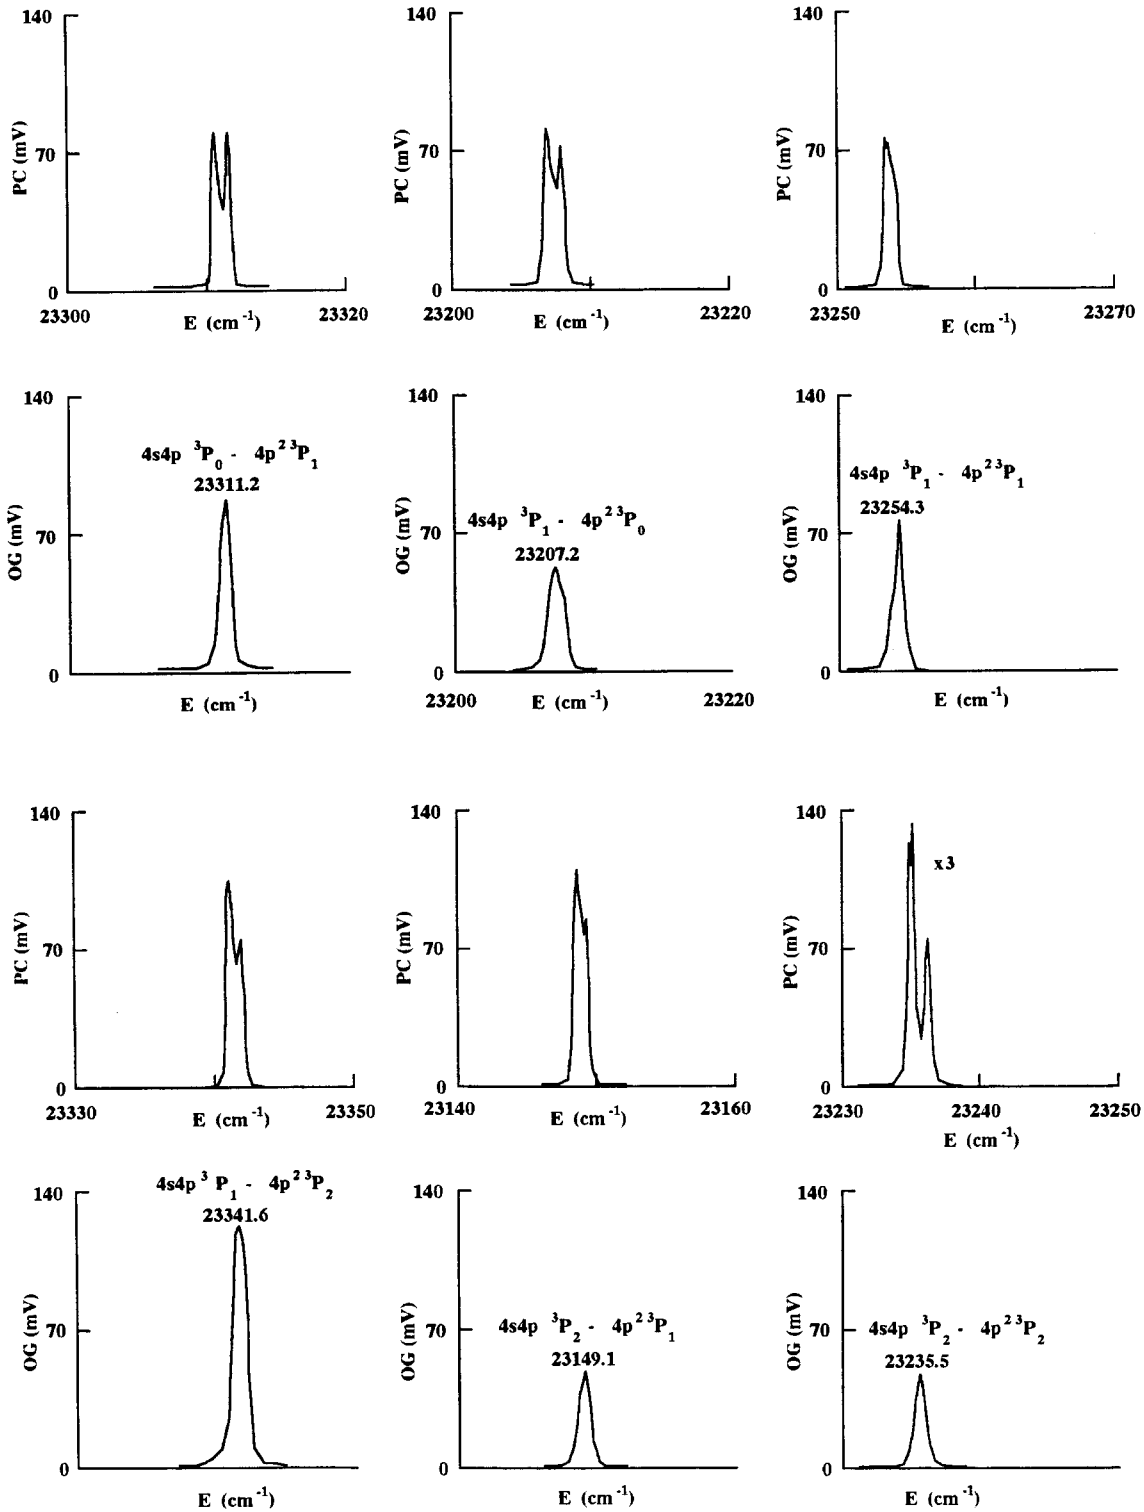 140
70
0
PC (mV)
23300
E (cm⁻¹)
23320
140
70
0
PC (mV)
23200
E (cm⁻¹)
23220
140
70
0
PC (mV)
23250
E (cm⁻¹)
23270
140
70
0
OG (mV)
4s4p ³P₀ - 4p² ³P₁
23311.2
E (cm⁻¹)
140
70
0
OG (mV)
4s4p ³P₁ - 4p² ³P₀
23207.2
23200
E (cm⁻¹)
23220
140
70
0
OG (mV)
4s4p ³P₁ - 4p² ³P₁
23254.3
E (cm⁻¹)
140
70
0
PC (mV)
23330
E (cm⁻¹)
23350
140
70
0
PC (mV)
23140
E (cm⁻¹)
23160
140
70
0
PC (mV)
x3
23230
23240
23250
E (cm⁻¹)
140
70
0
OG (mV)
4s4p ³P₁ - 4p² ³P₂
23341.6
E (cm⁻¹)
140
70
0
OG (mV)
4s4p ³P₂ - 4p² ³P₁
23149.1
E (cm⁻¹)
140
70
0
OG (mV)
4s4p ³P₂ - 4p² ³P₂
23235.5
E (cm⁻¹)